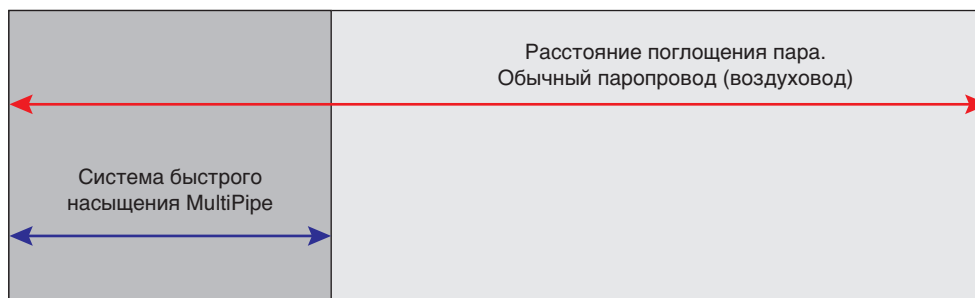 Расстояние поглощения пара.
Обычный паропровод (воздуховод)
Система быстрого
насыщения MultiPipe